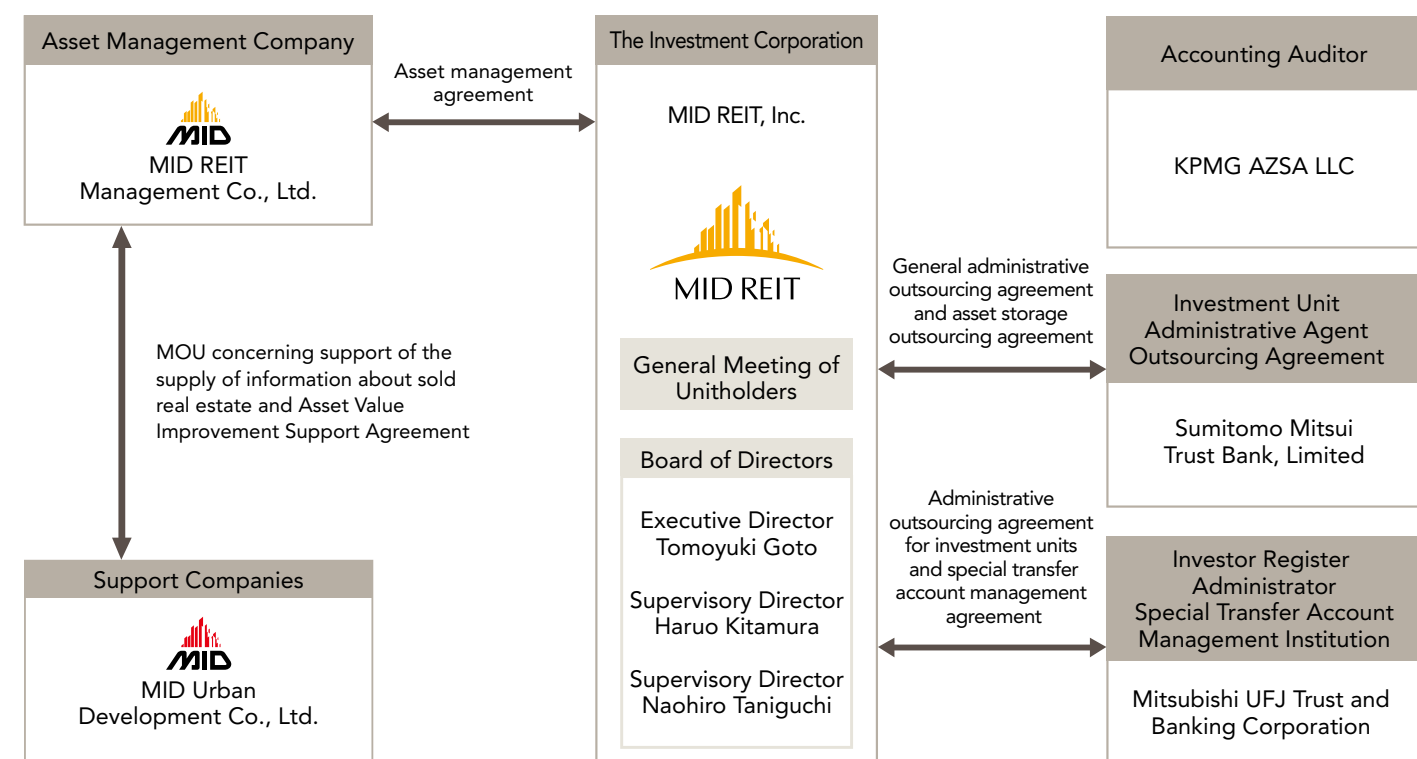 Asset Management Company
MID
MID REIT
Management Co., Ltd.
Asset management
agreement
MOU concerning support of the
supply of information about sold
real estate and Asset Value
Improvement Support Agreement
Support Companies
MID
MID Urban
Development Co., Ltd.
The Investment Corporation
MID REIT, Inc.
MID REIT
General Meeting of
Unitholders
Board of Directors
Executive Director
Tomoyuki Goto
Supervisory Director
Haruo Kitamura
Supervisory Director
Naohiro Taniguchi
General administrative
outsourcing agreement
and asset storage
outsourcing agreement
Administrative
outsourcing agreement
for investment units
and special transfer
account management
agreement
Accounting Auditor
KPMG AZSA LLC
Investment Unit
Administrative Agent
Outsourcing Agreement
Sumitomo Mitsui
Trust Bank, Limited
Investor Register
Administrator
Special Transfer Account
Management Institution
Mitsubishi UFJ Trust and
Banking Corporation